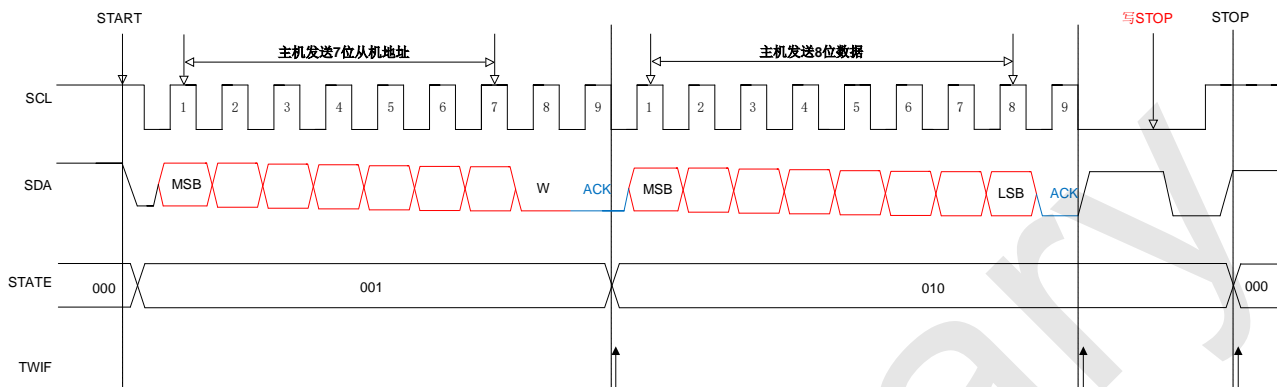 START 写STOP STOP
主机发送7位从机地址 主机发送8位数据
SCL 1 2 3 4 5 6 7 8 9 1 2 3 4 5 6 7 8 9
SDA MSB W ACK MSB LSB ACK
STATE 000 001 010 000
TWIF